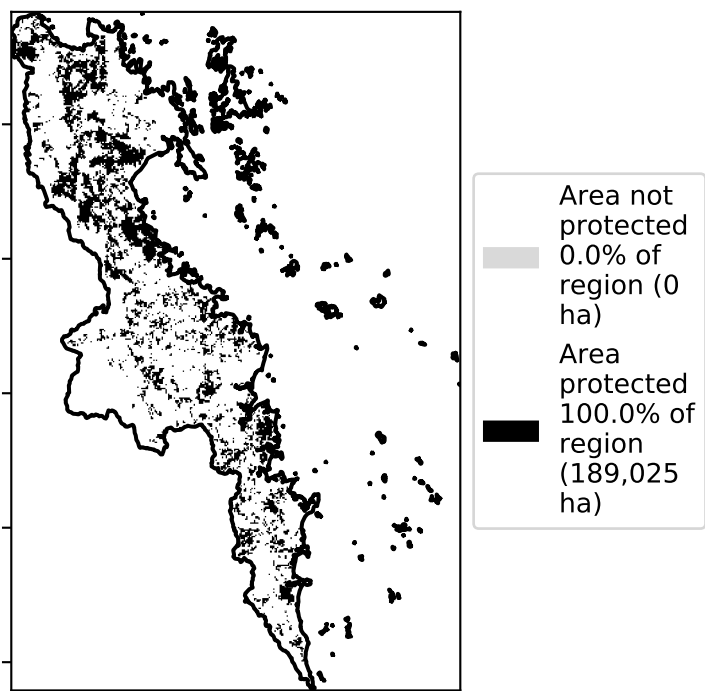 Area not
protected
0.0% of
region (0
ha)
Area
protected
100.0% of
region
(189,025
ha)